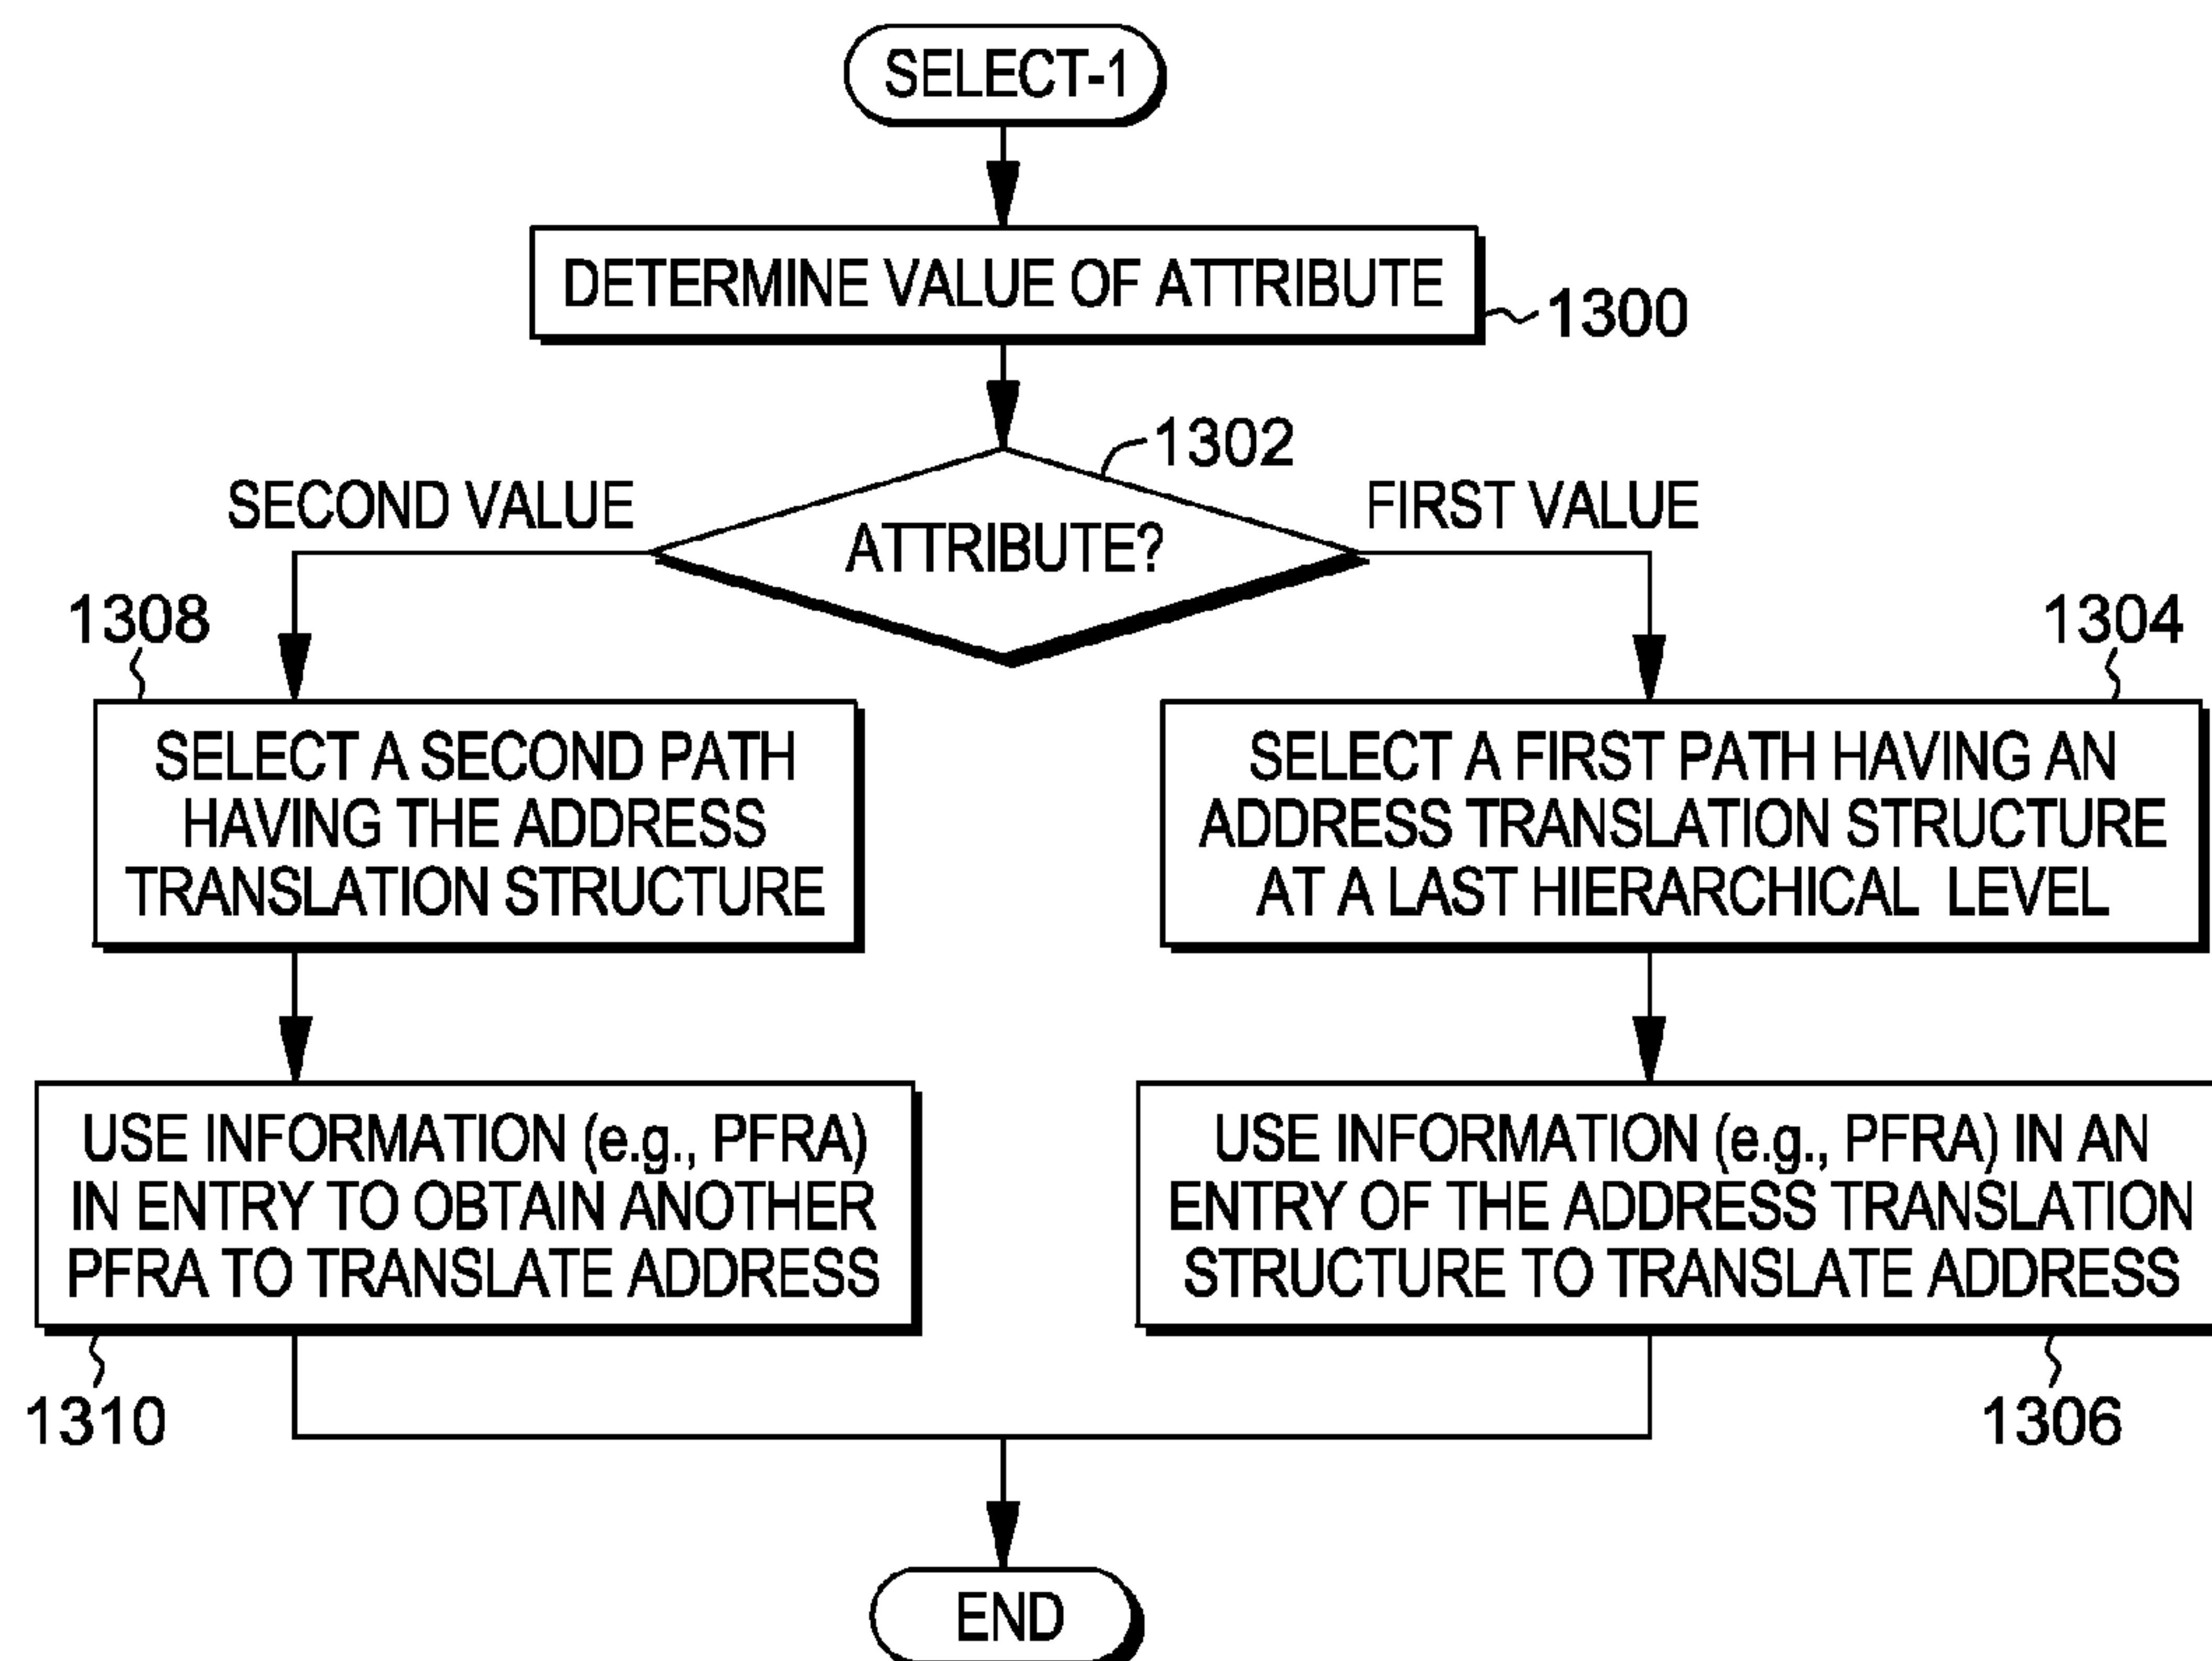 SELECT-1
DETERMINE VALUE OF ATTRIBUTE
1300
1302
SECOND VALUE
ATTRIBUTE?
FIRST VALUE
1308
1304
SELECT A SECOND PATH
HAVING THE ADDRESS
TRANSLATION STRUCTURE
SELECT A FIRST PATH HAVING AN
ADDRESS TRANSLATION STRUCTURE
AT A LAST HIERARCHICAL LEVEL
USE INFORMATION (e.g., PFRA)
IN ENTRY TO OBTAIN ANOTHER
PFRA TO TRANSLATE ADDRESS
USE INFORMATION (e.g., PFRA) IN AN
ENTRY OF THE ADDRESS TRANSLATION
STRUCTURE TO TRANSLATE ADDRESS
1310
1306
END